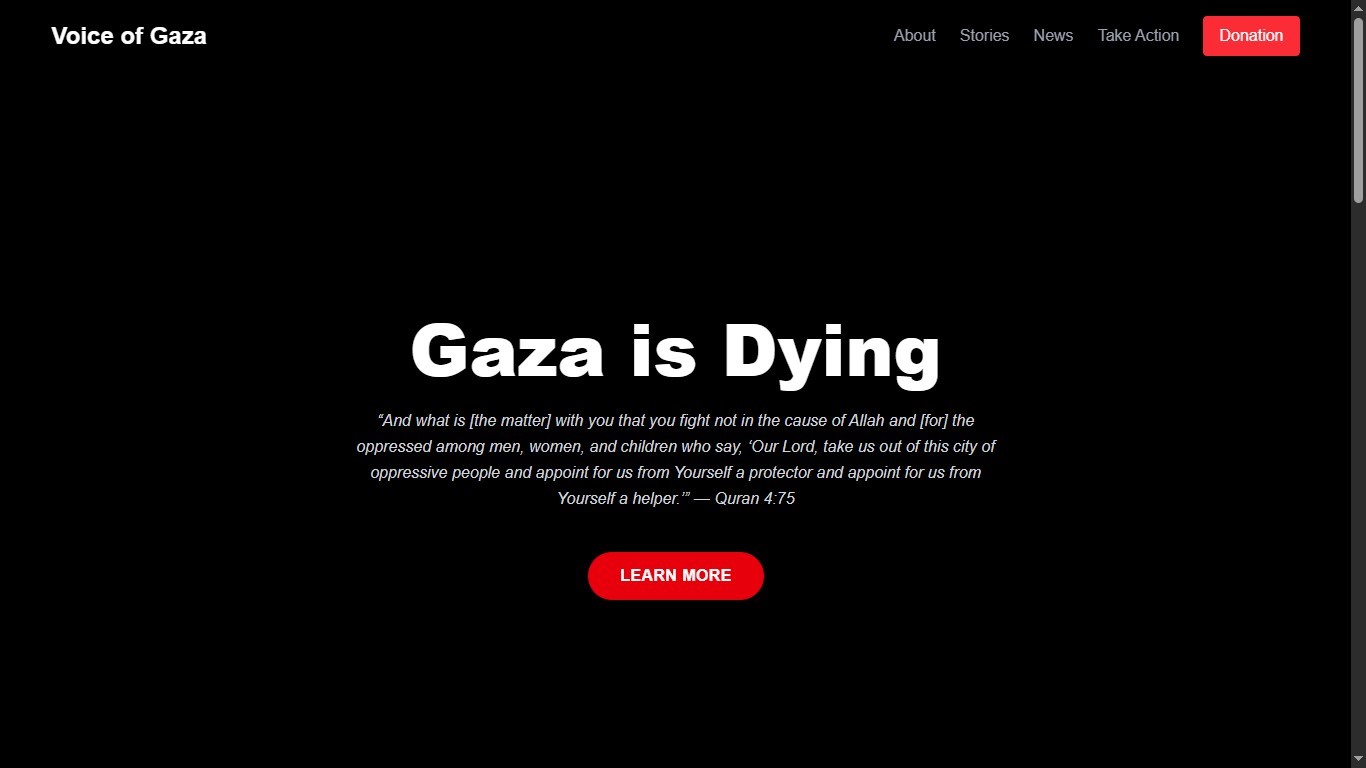 Voice of Gaza
About
Stories
News
Take Action
Donation
Gaza is Dying
“And what is [the matter] with you that you fight not in the cause of Allah and [for] the
oppressed among men, women, and children who say, ‘Our Lord, take us out of this city of
oppressive people and appoint for us from Yourself a protector and appoint for us from
Yourself a helper.’” — Quran 4:75
LEARN MORE